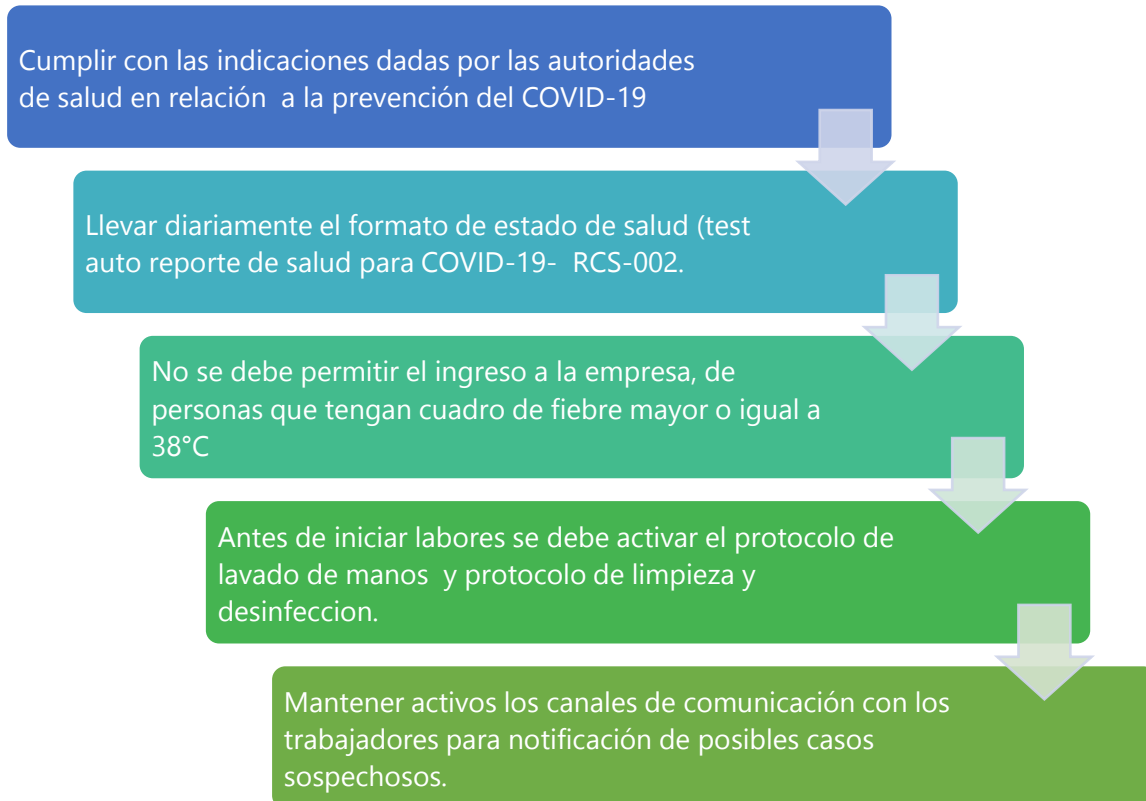 Cumplir con las indicaciones dadas por las autoridades
de salud en relación  a la prevención del COVID-19
Llevar diariamente el formato de estado de salud (test
auto reporte de salud para COVID-19-  RCS-002.
No se debe permitir el ingreso a la empresa, de
personas que tengan cuadro de fiebre mayor o igual a
38°C
Antes de iniciar labores se debe activar el protocolo de
lavado de manos  y protocolo de limpieza y
desinfeccion.
Mantener activos los canales de comunicación con los
trabajadores para notificación de posibles casos
sospechosos.